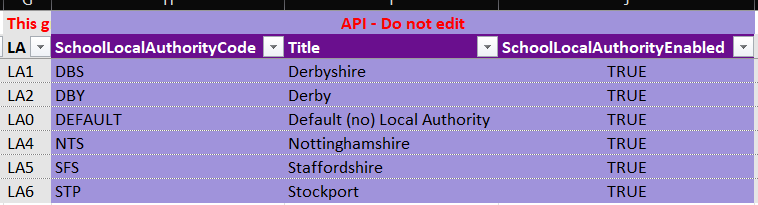 This g API - Do not edit
LA SchoolLocalAuthorityCode Title SchoolLocalAuthorityEnabled
LA1 DBS Derbyshire TRUE
LA2 DBY Derby TRUE
LA0 DEFAULT Default (no) Local Authority TRUE
LA4 NTS Nottinghamshire TRUE
LA5 SFS Staffordshire TRUE
LA6 STP Stockport TRUE